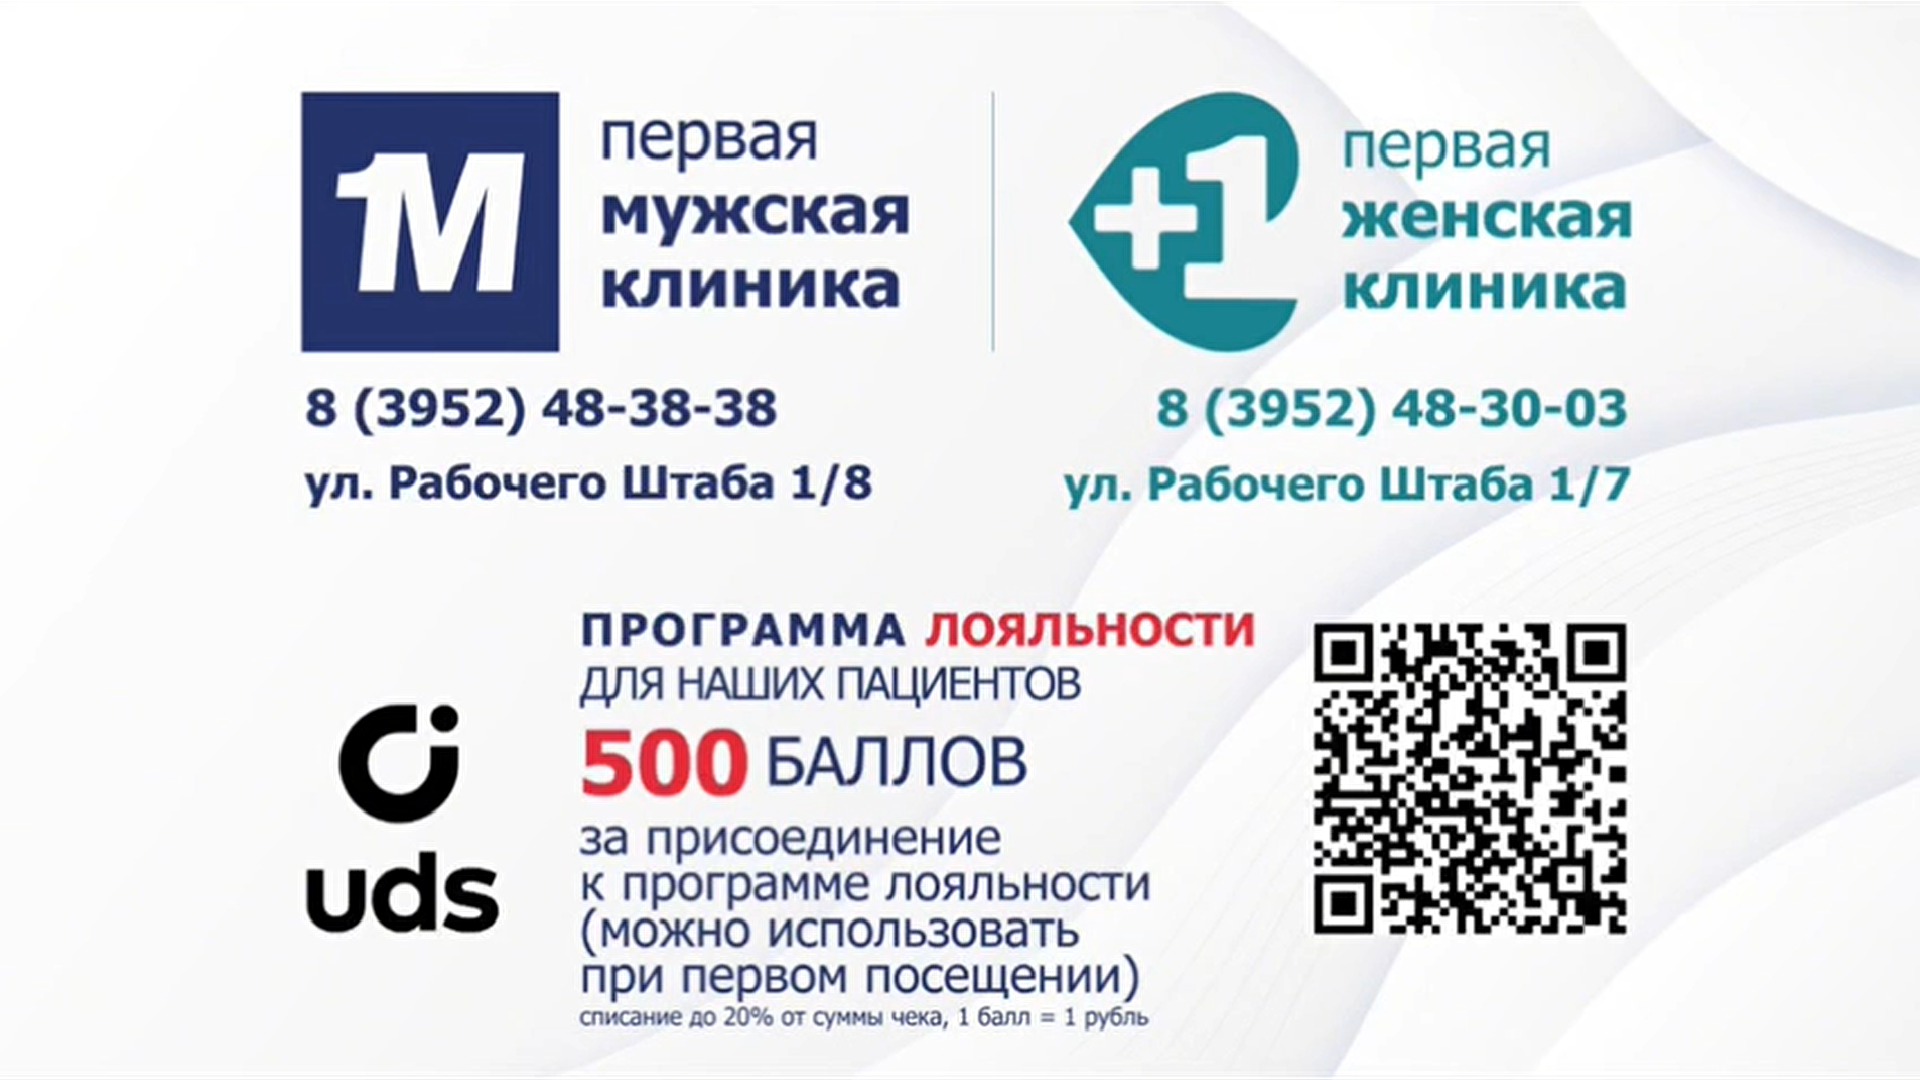 1М
первая
мужская
клиника
8 (3952) 48-38-38
ул. Рабочего Штаба 1/8
+1
первая
женская
клиника
8 (3952) 48-30-03
ул. Рабочего Штаба 1/7
uds
ПРОГРАММА ЛОЯЛЬНОСТИ
ДЛЯ НАШИХ ПАЦИЕНТОВ
500 БАЛЛОВ
за присоединение
к программе лояльности
(можно использовать
при первом посещении)
списание до 20% от суммы чека, 1 балл = 1 рубль